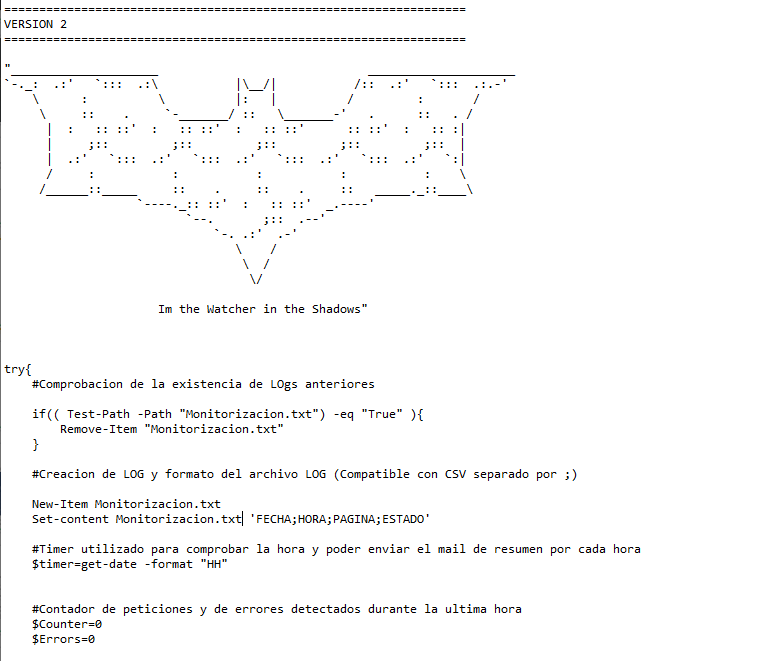 ==================================================================
VERSION 2
==================================================================
"_____________________                              _____________________
`-._:  .:'   `:::  .:\           |\__/|           /::  .:'   `:::  .:.-'
    \      :          \          |:   |          /         :       /
     \     ::    .     `-_______/ ::   \_______-'   .      ::   . /
      |  :   :: ::'  :   :: ::'  :   :: ::'      :: ::'  :   :: :|
      |     ;::         ;::         ;::         ;::         ;::  |
      |  .:'   `:::  .:'   `:::  .:'   `:::  .:'   `:::  .:'   `:|
      /     :           :           :           :           :    \
     /______::_____     ::    .     ::    .     ::   _____._::____\
                   `----._:: ::'  :   :: ::'  _.----'
                          `--.       ;::  .--'
                              `-. .:'  .-'
                                 \    /
                                  \  /
                                   \/
Im the Watcher in the Shadows"
try{
#Comprobacion de la existencia de LOgs anteriores
if(( Test-Path -Path "Monitorizacion.txt") -eq "True" ){
Remove-Item "Monitorizacion.txt"
}
#Creacion de LOG y formato del archivo LOG (Compatible con CSV separado por ;)
New-Item Monitorizacion.txt
Set-content Monitorizacion.txt 'FECHA;HORA;PAGINA;ESTADO'
#Timer utilizado para comprobar la hora y poder enviar el mail de resumen por cada hora
$timer=get-date -format "HH"
#Contador de peticiones y de errores detectados durante la ultima hora
$Counter=0
$Errors=0